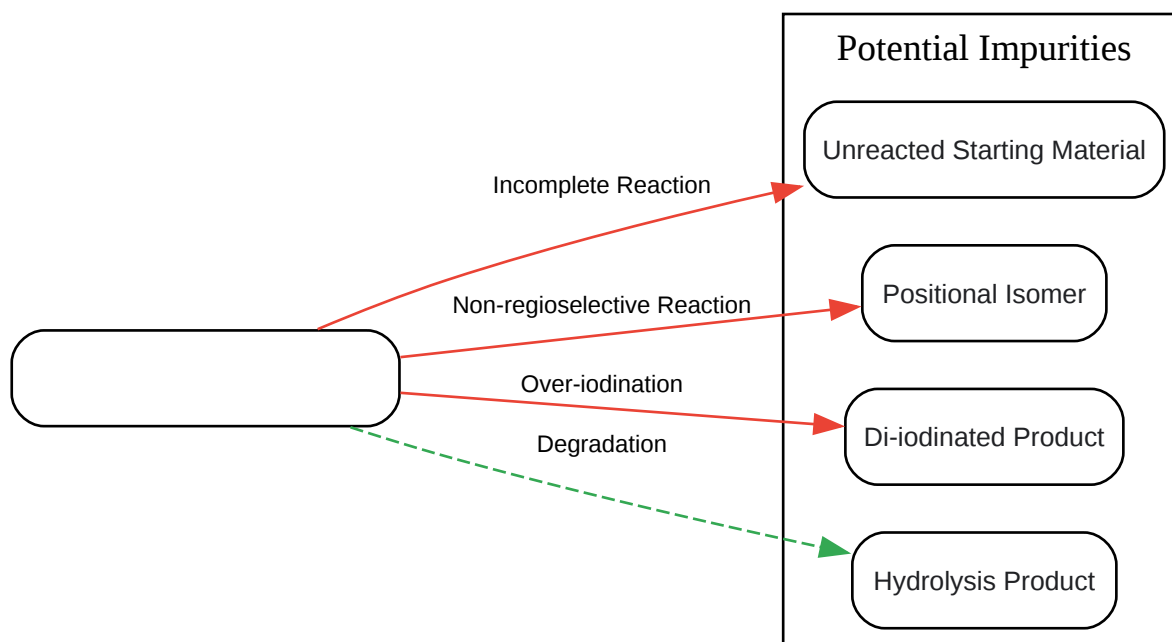 Potential Impurities
Unreacted Starting Material
Incomplete Reaction
Positional Isomer
Non-regioselective Reaction
Over-iodination
Di-iodinated Product
Degradation
Hydrolysis Product